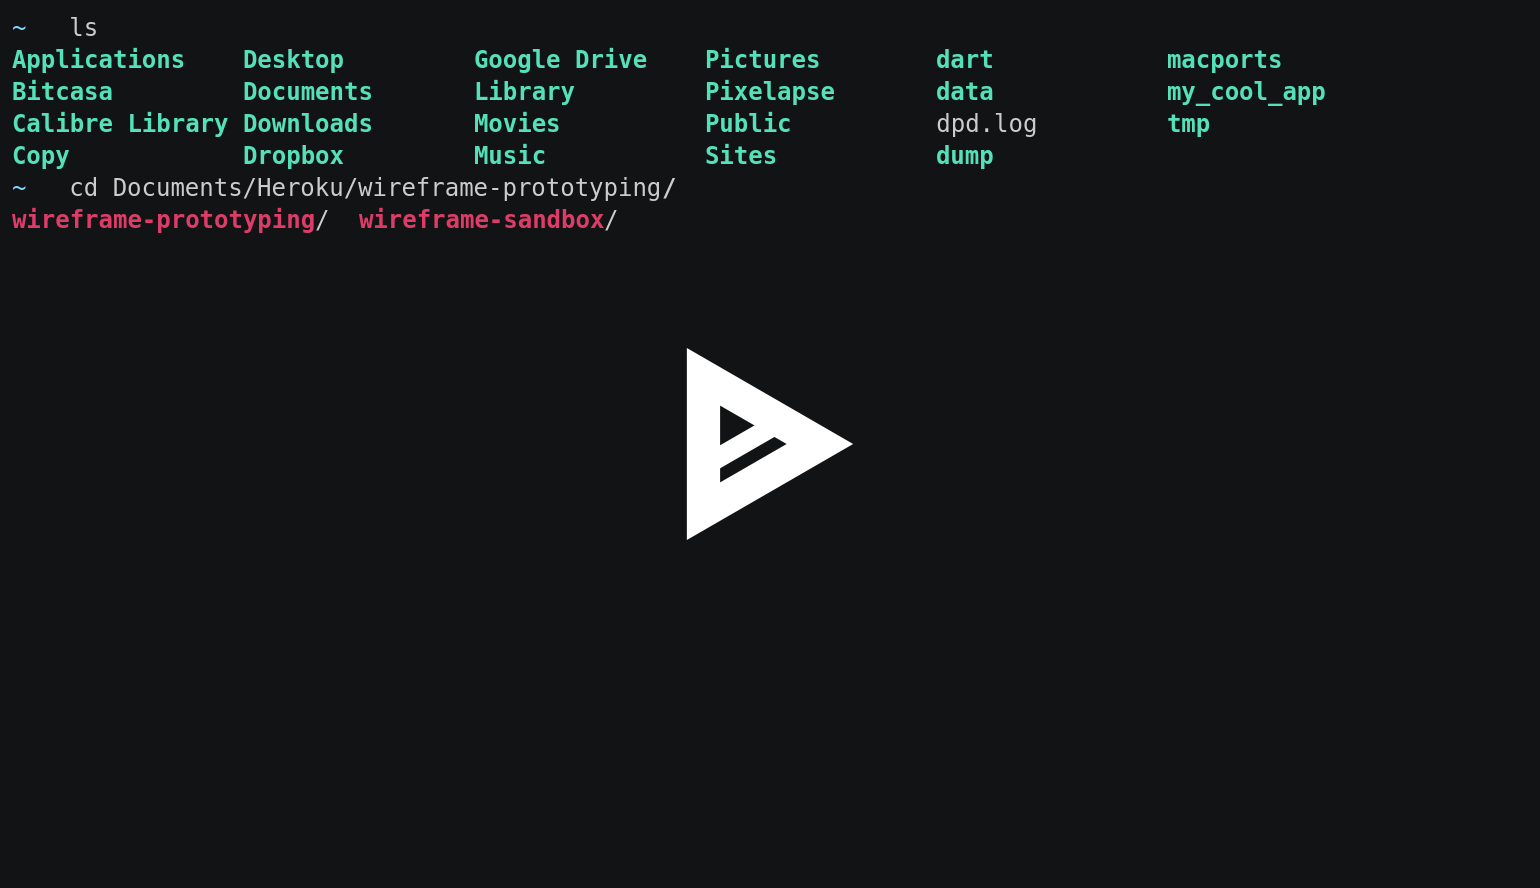 ~   ls
Applications    Desktop         Google Drive    Pictures        dart            macports
Bitcasa         Documents       Library         Pixelapse       data            my_cool_app
Calibre Library Downloads       Movies          Public          dpd.log         tmp
Copy            Dropbox         Music           Sites           dump
~   cd Documents/Heroku/wireframe-prototyping/
wireframe-prototyping/  wireframe-sandbox/